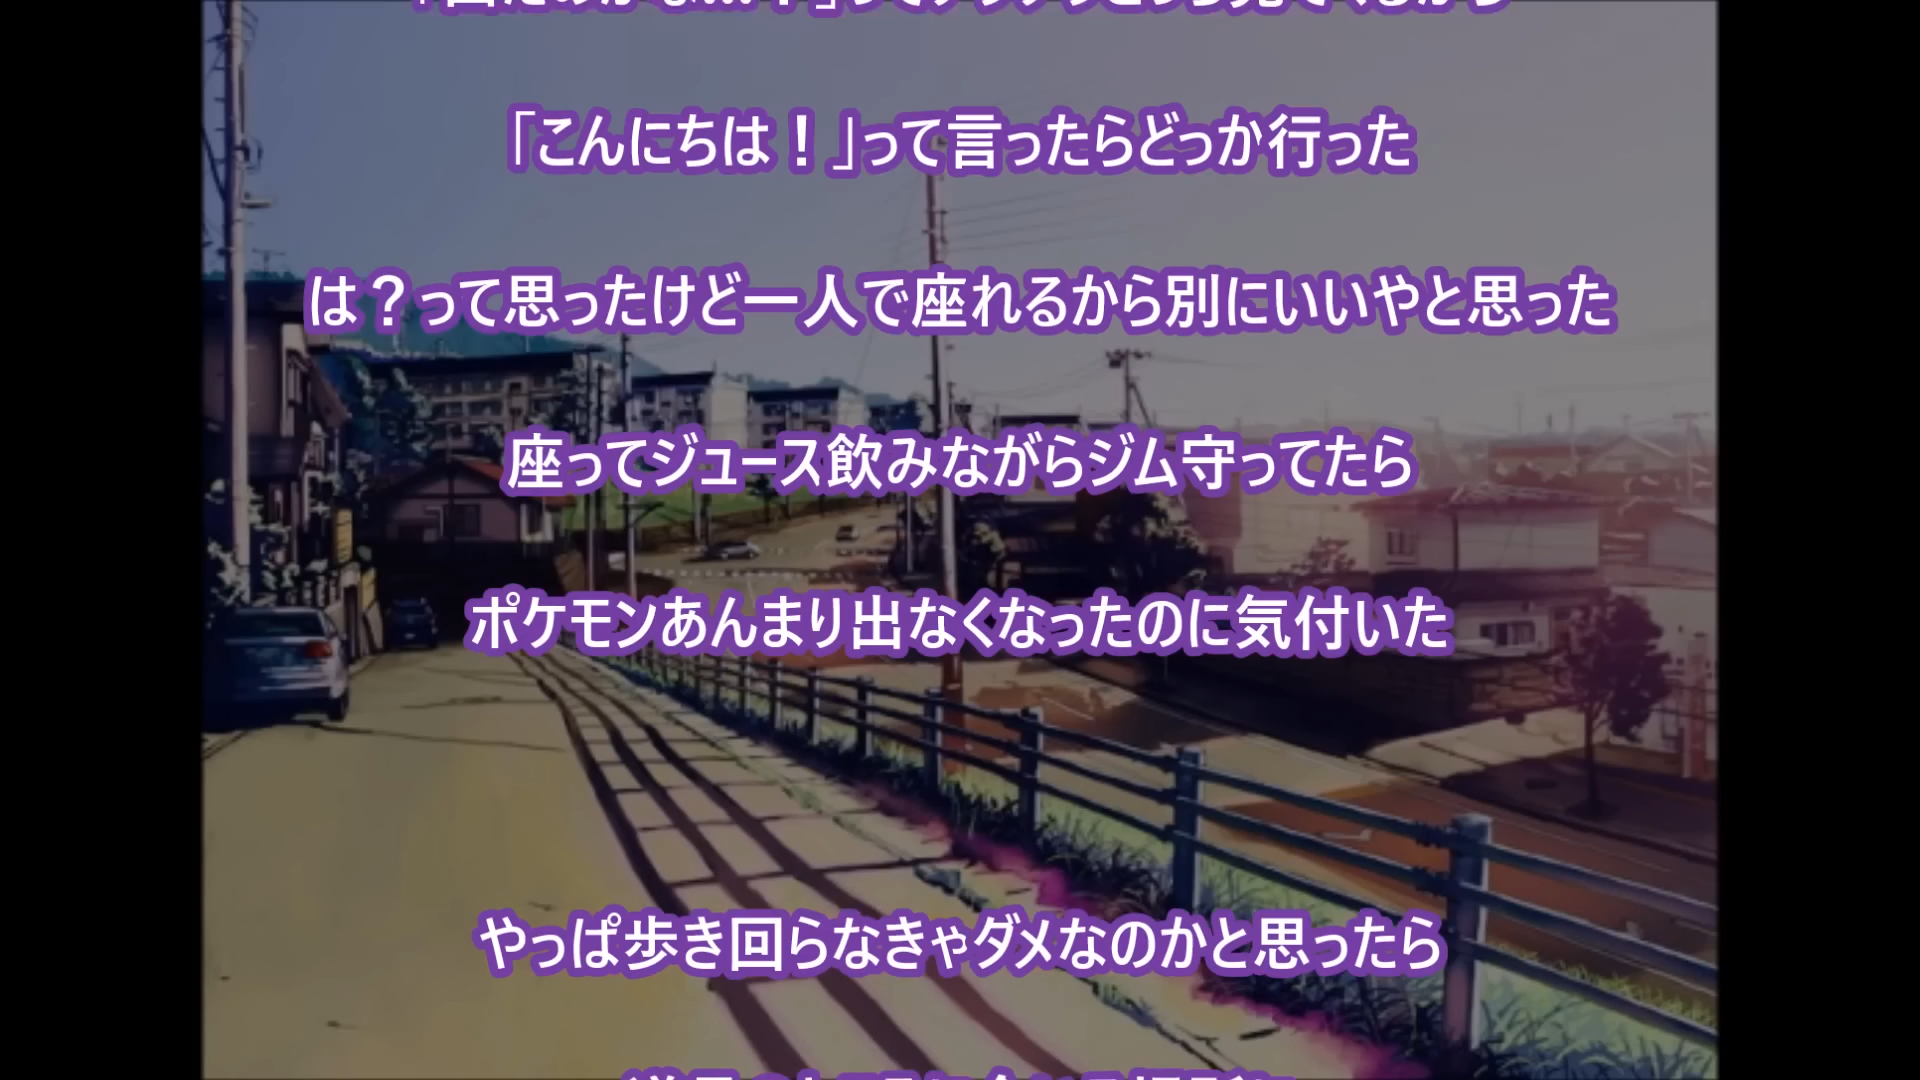 「こんにちは！」って言ったらどっか行った
は？って思ったけど一人で座れるから別にいいやと思った
座ってジュース飲みながらジム守ってたら
ポケモンあんまり出なくなったのに気付いた
やっぱ歩き回らなきゃダメなのかと思ったら